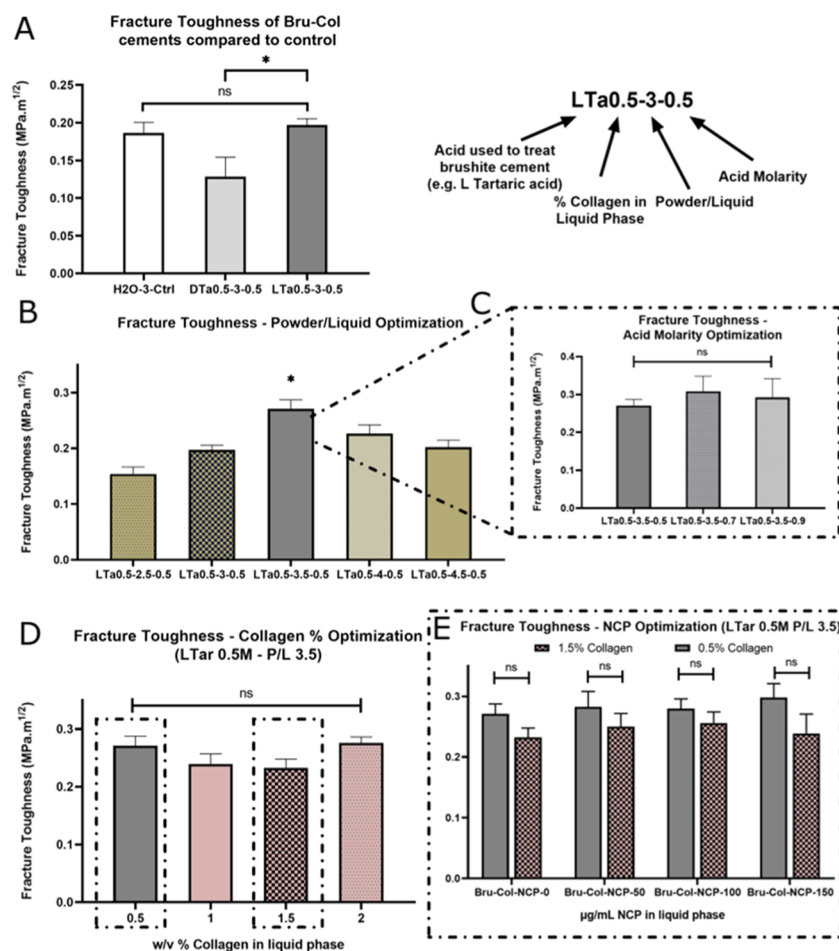 A
Fracture Toughness of Bru-Col
cements compared to control
*
ns
0.25
0.20
0.15
0.10
0.05
0.00
Fracture Toughness (MPa.m1/2)
H2O-3-Ctrl DTa0.5-3-0.5 LTa0.5-3-0.5
LTa0.5-3-0.5
Acid used to treat
brushite cement
(e.g. L Tartaric acid)
% Collagen in
Liquid Phase
Powder/Liquid
Acid Molarity
B
Fracture Toughness - Powder/Liquid Optimization
*
0.3
0.2
0.1
0.0
Fracture Toughness (MPa.m1/2)
LTa0.5-2.5-0.5 LTa0.5-3-0.5 LTa0.5-3.5-0.5 LTa0.5-4-0.5 LTa0.5-4.5-0.5
C
Fracture Toughness -
Acid Molarity Optimization
ns
0.4
0.3
0.2
0.1
0.0
Fracture Toughness (MPa.m1/2)
LTa0.5-3.5-0.5 LTa0.5-3.5-0.7 LTa0.5-3.5-0.9
D
Fracture Toughness - Collagen % Optimization
(LTar 0.5M - P/L 3.5)
ns
0.3
0.2
0.1
0.0
Fracture Toughness (MPa.m1/2)
0.5 1 1.5 2
w/v % Collagen in liquid phase
E
Fracture Toughness - NCP Optimization (LTar 0.5M P/L 3.5)
1.5% Collagen 0.5% Collagen
ns ns ns ns
0.3
0.2
0.1
0.0
Fracture Toughness (MPa.m1/2)
Bru-Col-NCP-0 Bru-Col-NCP-50 Bru-Col-NCP-100 Bru-Col-NCP-150
µg/mL NCP in liquid phase